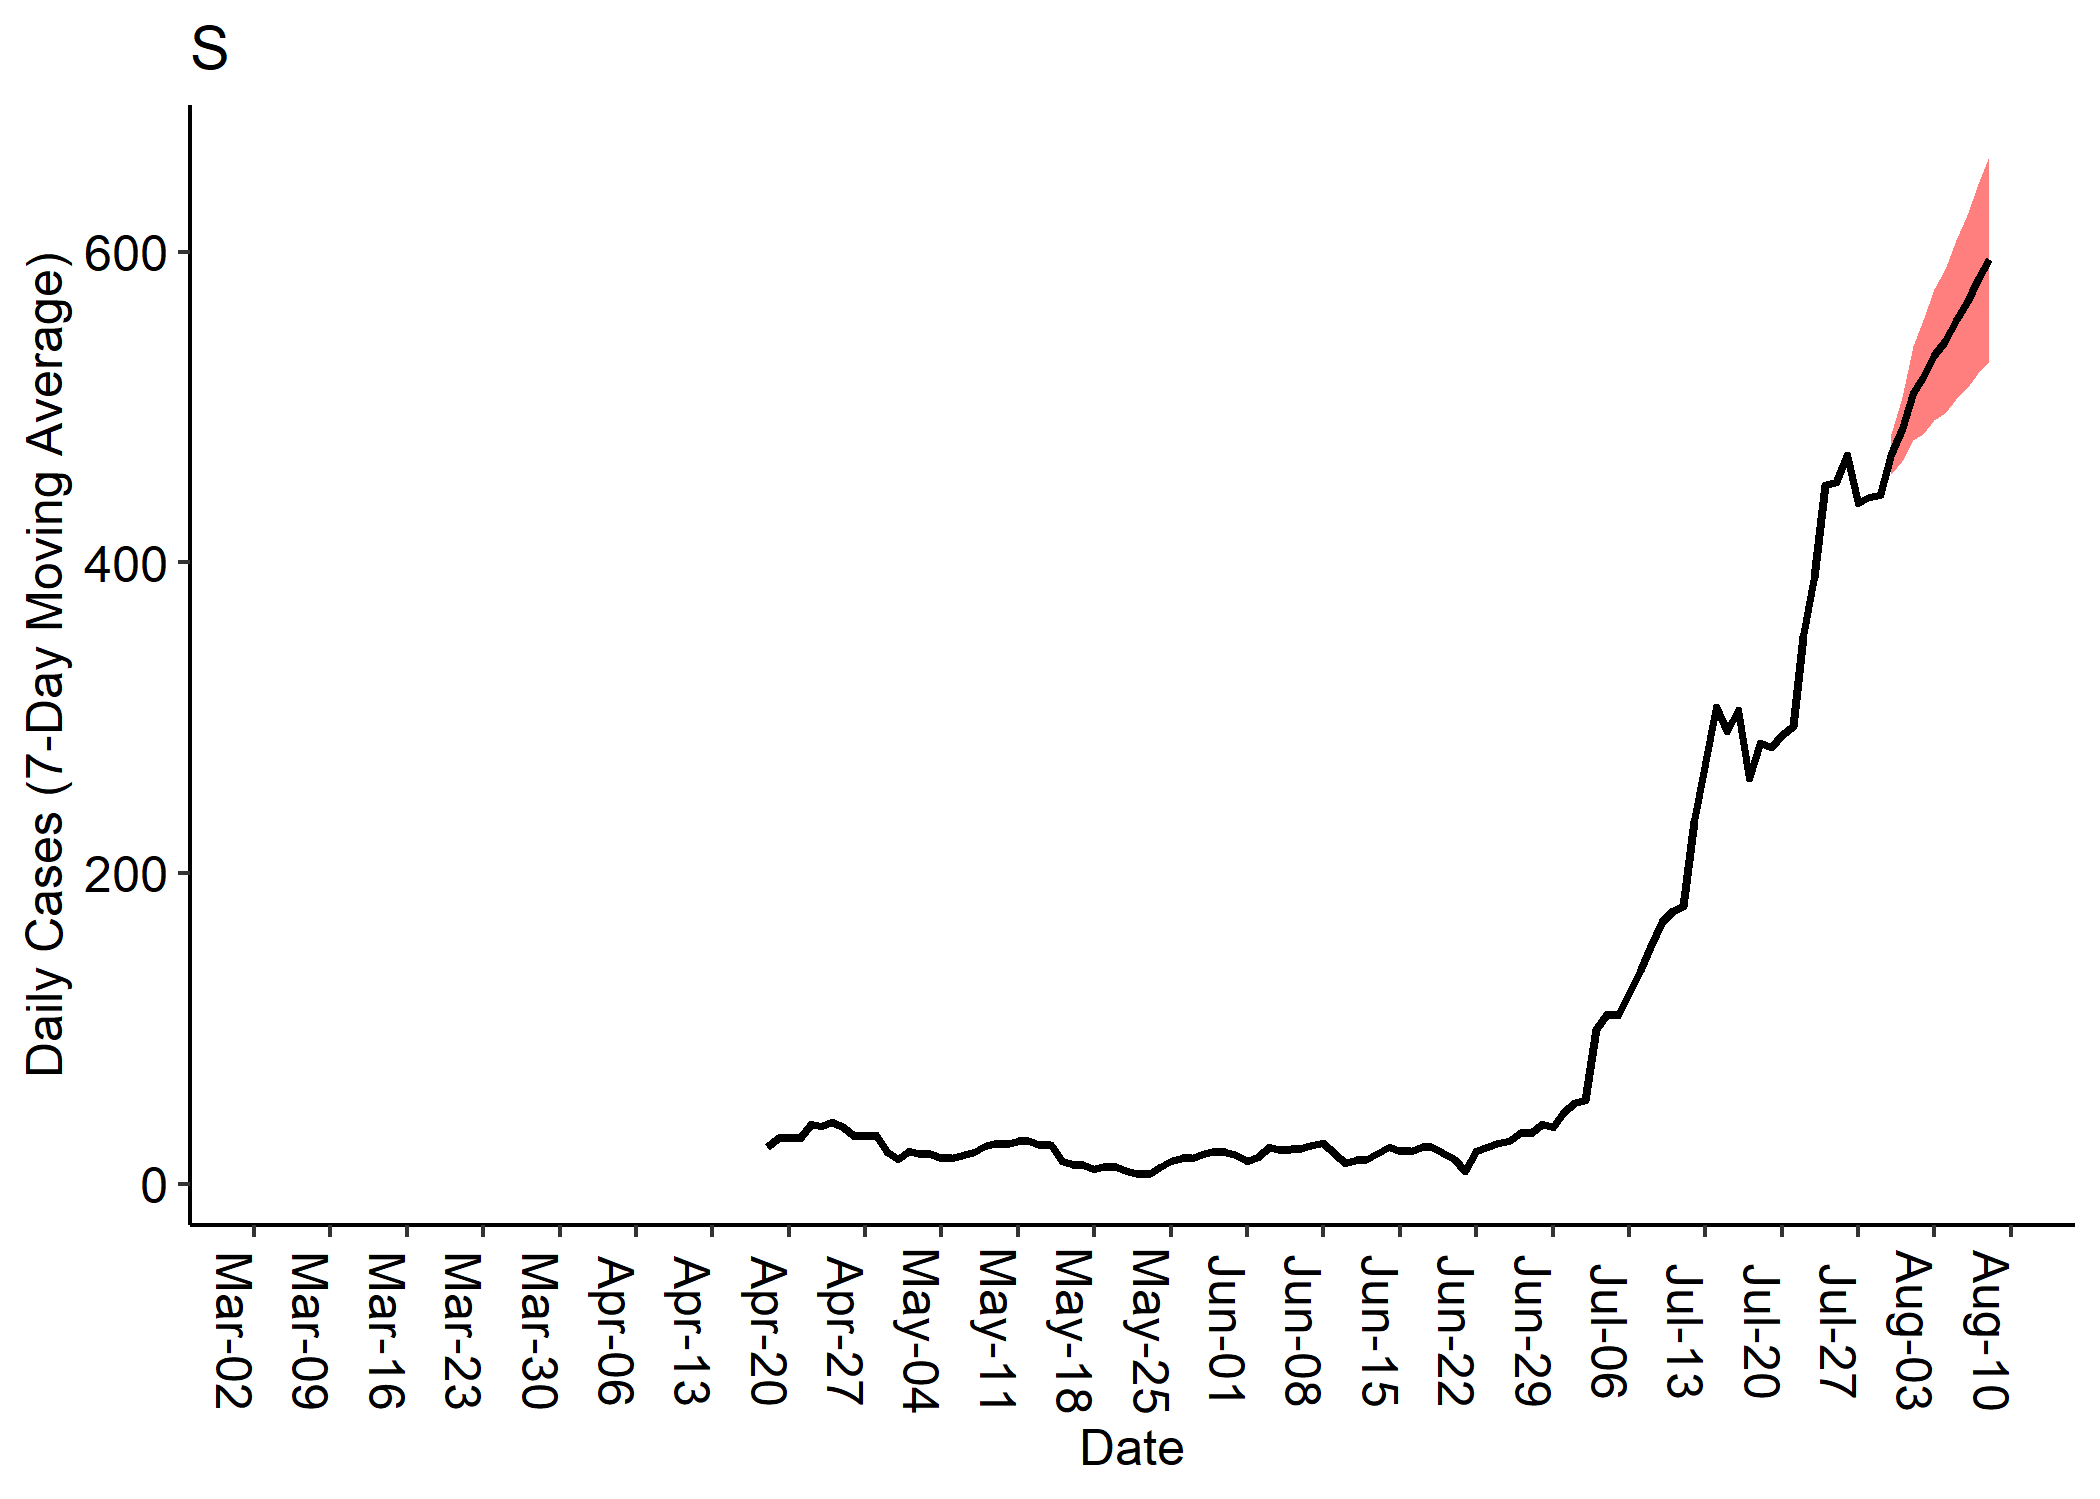 S
Daily Cases (7-Day Moving Average)
600
400
200
0
Mar-02
Mar-09
Mar-16
Mar-23
Mar-30
Apr-06
Apr-13
Apr-20
Apr-27
May-04
May-11
May-18
May-25
Jun-01
Jun-08
Jun-15
Jun-22
Jun-29
Jul-06
Jul-13
Jul-20
Jul-27
Aug-03
Aug-10
Date